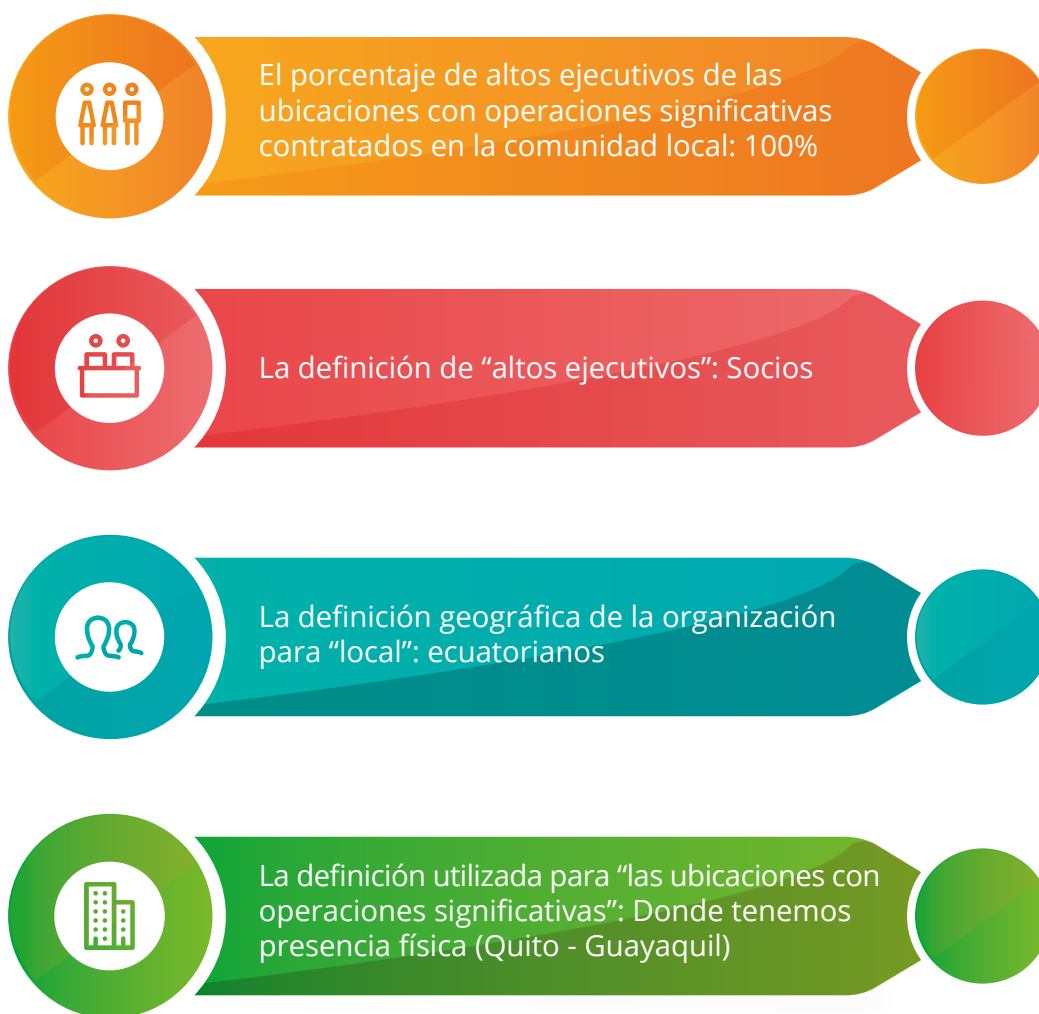 El porcentaje de altos ejecutivos de las
ubicaciones con operaciones significativas
contratados en la comunidad local: 100%
La definición de “altos ejecutivos”: Socios
La definición geográfica de la organización
para “local”: ecuatorianos
La definición utilizada para “las ubicaciones con
operaciones significativas”: Donde tenemos
presencia física (Quito - Guayaquil)